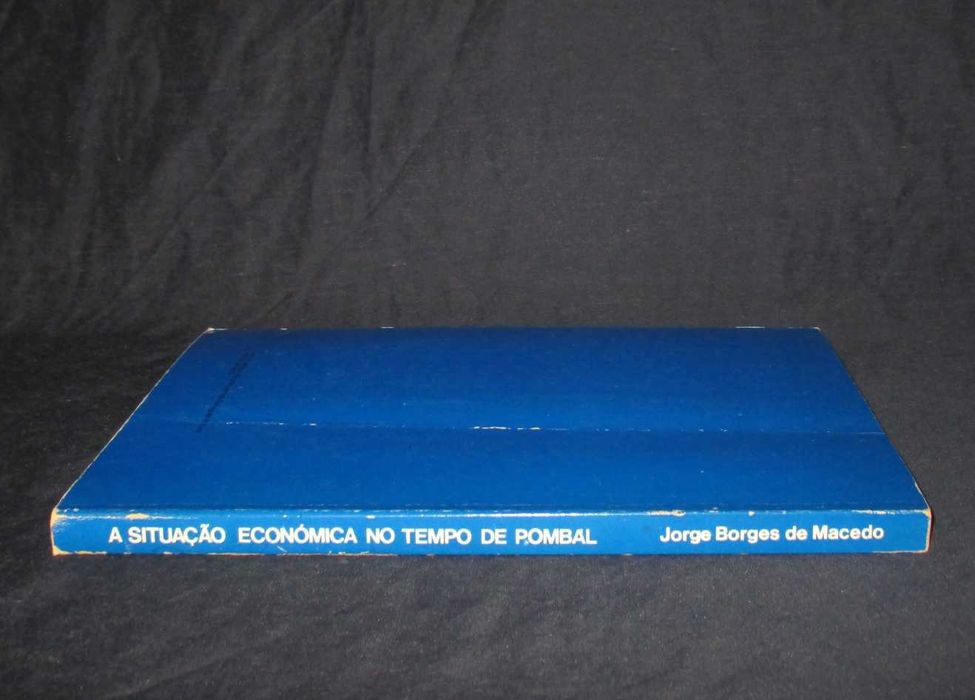 A SITUAÇÃO ECONÓMICA NO TEMPO DE POMBAL Jorge Borges de Macedo